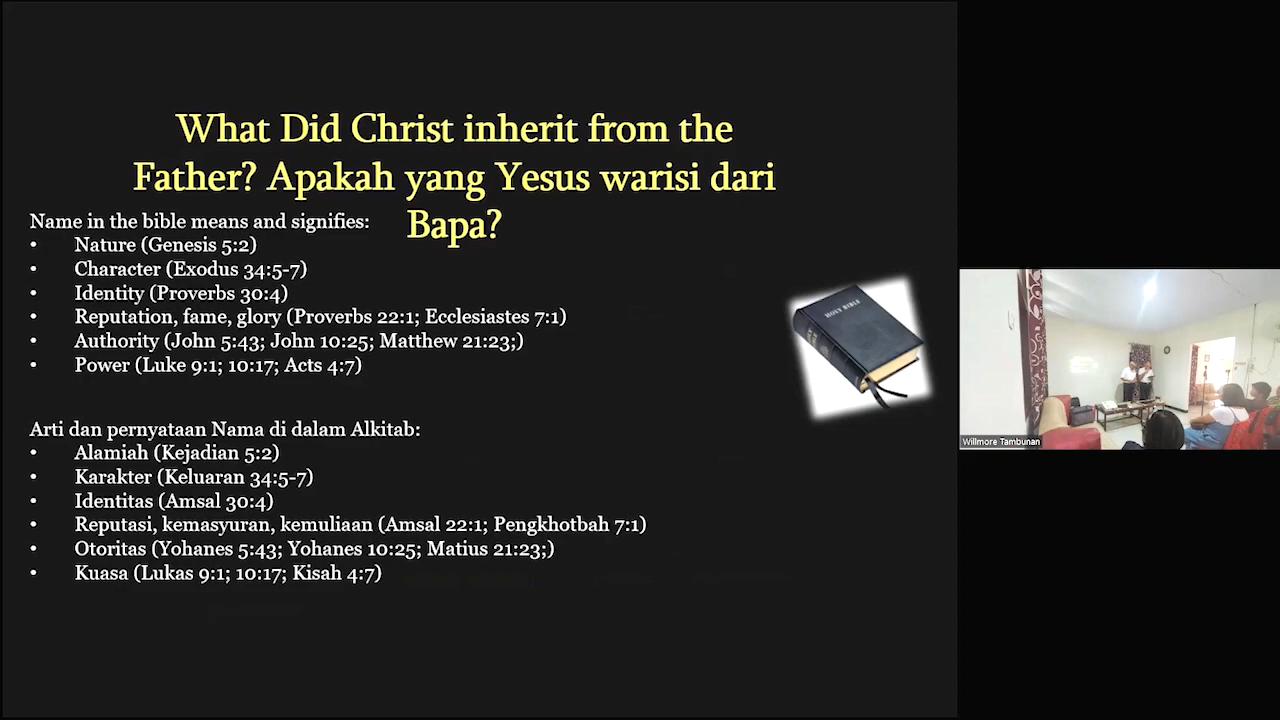 What Did Christ inherit from the
Father? Apakah yang Yesus warisi dari
Bapa?
Name in the bible means and signifies:
• Nature (Genesis 5:2)
• Character (Exodus 34:5-7)
• Identity (Proverbs 30:4)
• Reputation, fame, glory (Proverbs 22:1; Ecclesiastes 7:1)
• Authority (John 5:43; John 10:25; Matthew 21:23;)
• Power (Luke 9:1; 10:17; Acts 4:7)
Arti dan pernyataan Nama di dalam Alkitab:
• Alamiah (Kejadian 5:2)
• Karakter (Keluaran 34:5-7)
• Identitas (Amsal 30:4)
• Reputasi, kemasyuran, kemuliaan (Amsal 22:1; Pengkhotbah 7:1)
• Otoritas (Yohanes 5:43; Yohanes 10:25; Matius 21:23;)
• Kuasa (Lukas 9:1; 10:17; Kisah 4:7)
HOLY BIBLE
Willmore Tambunan